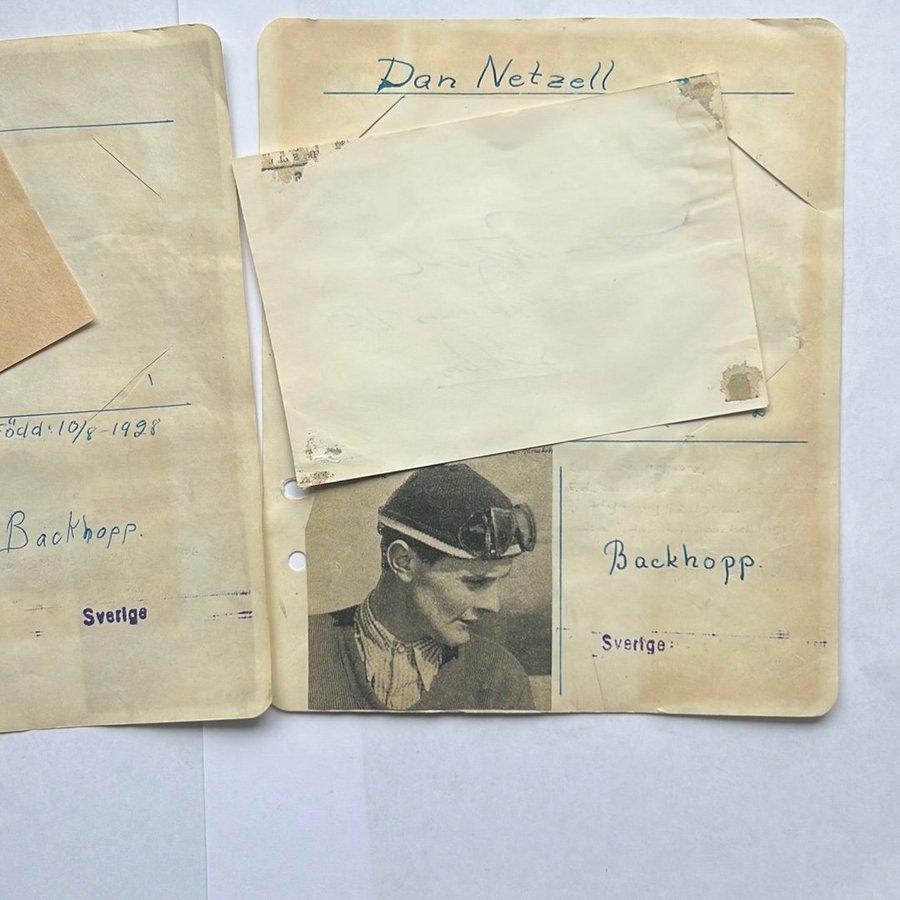 Född: 10/8-1928
Backhopp.
Sverige
Dan Netzell
Backhopp.
Sverige: